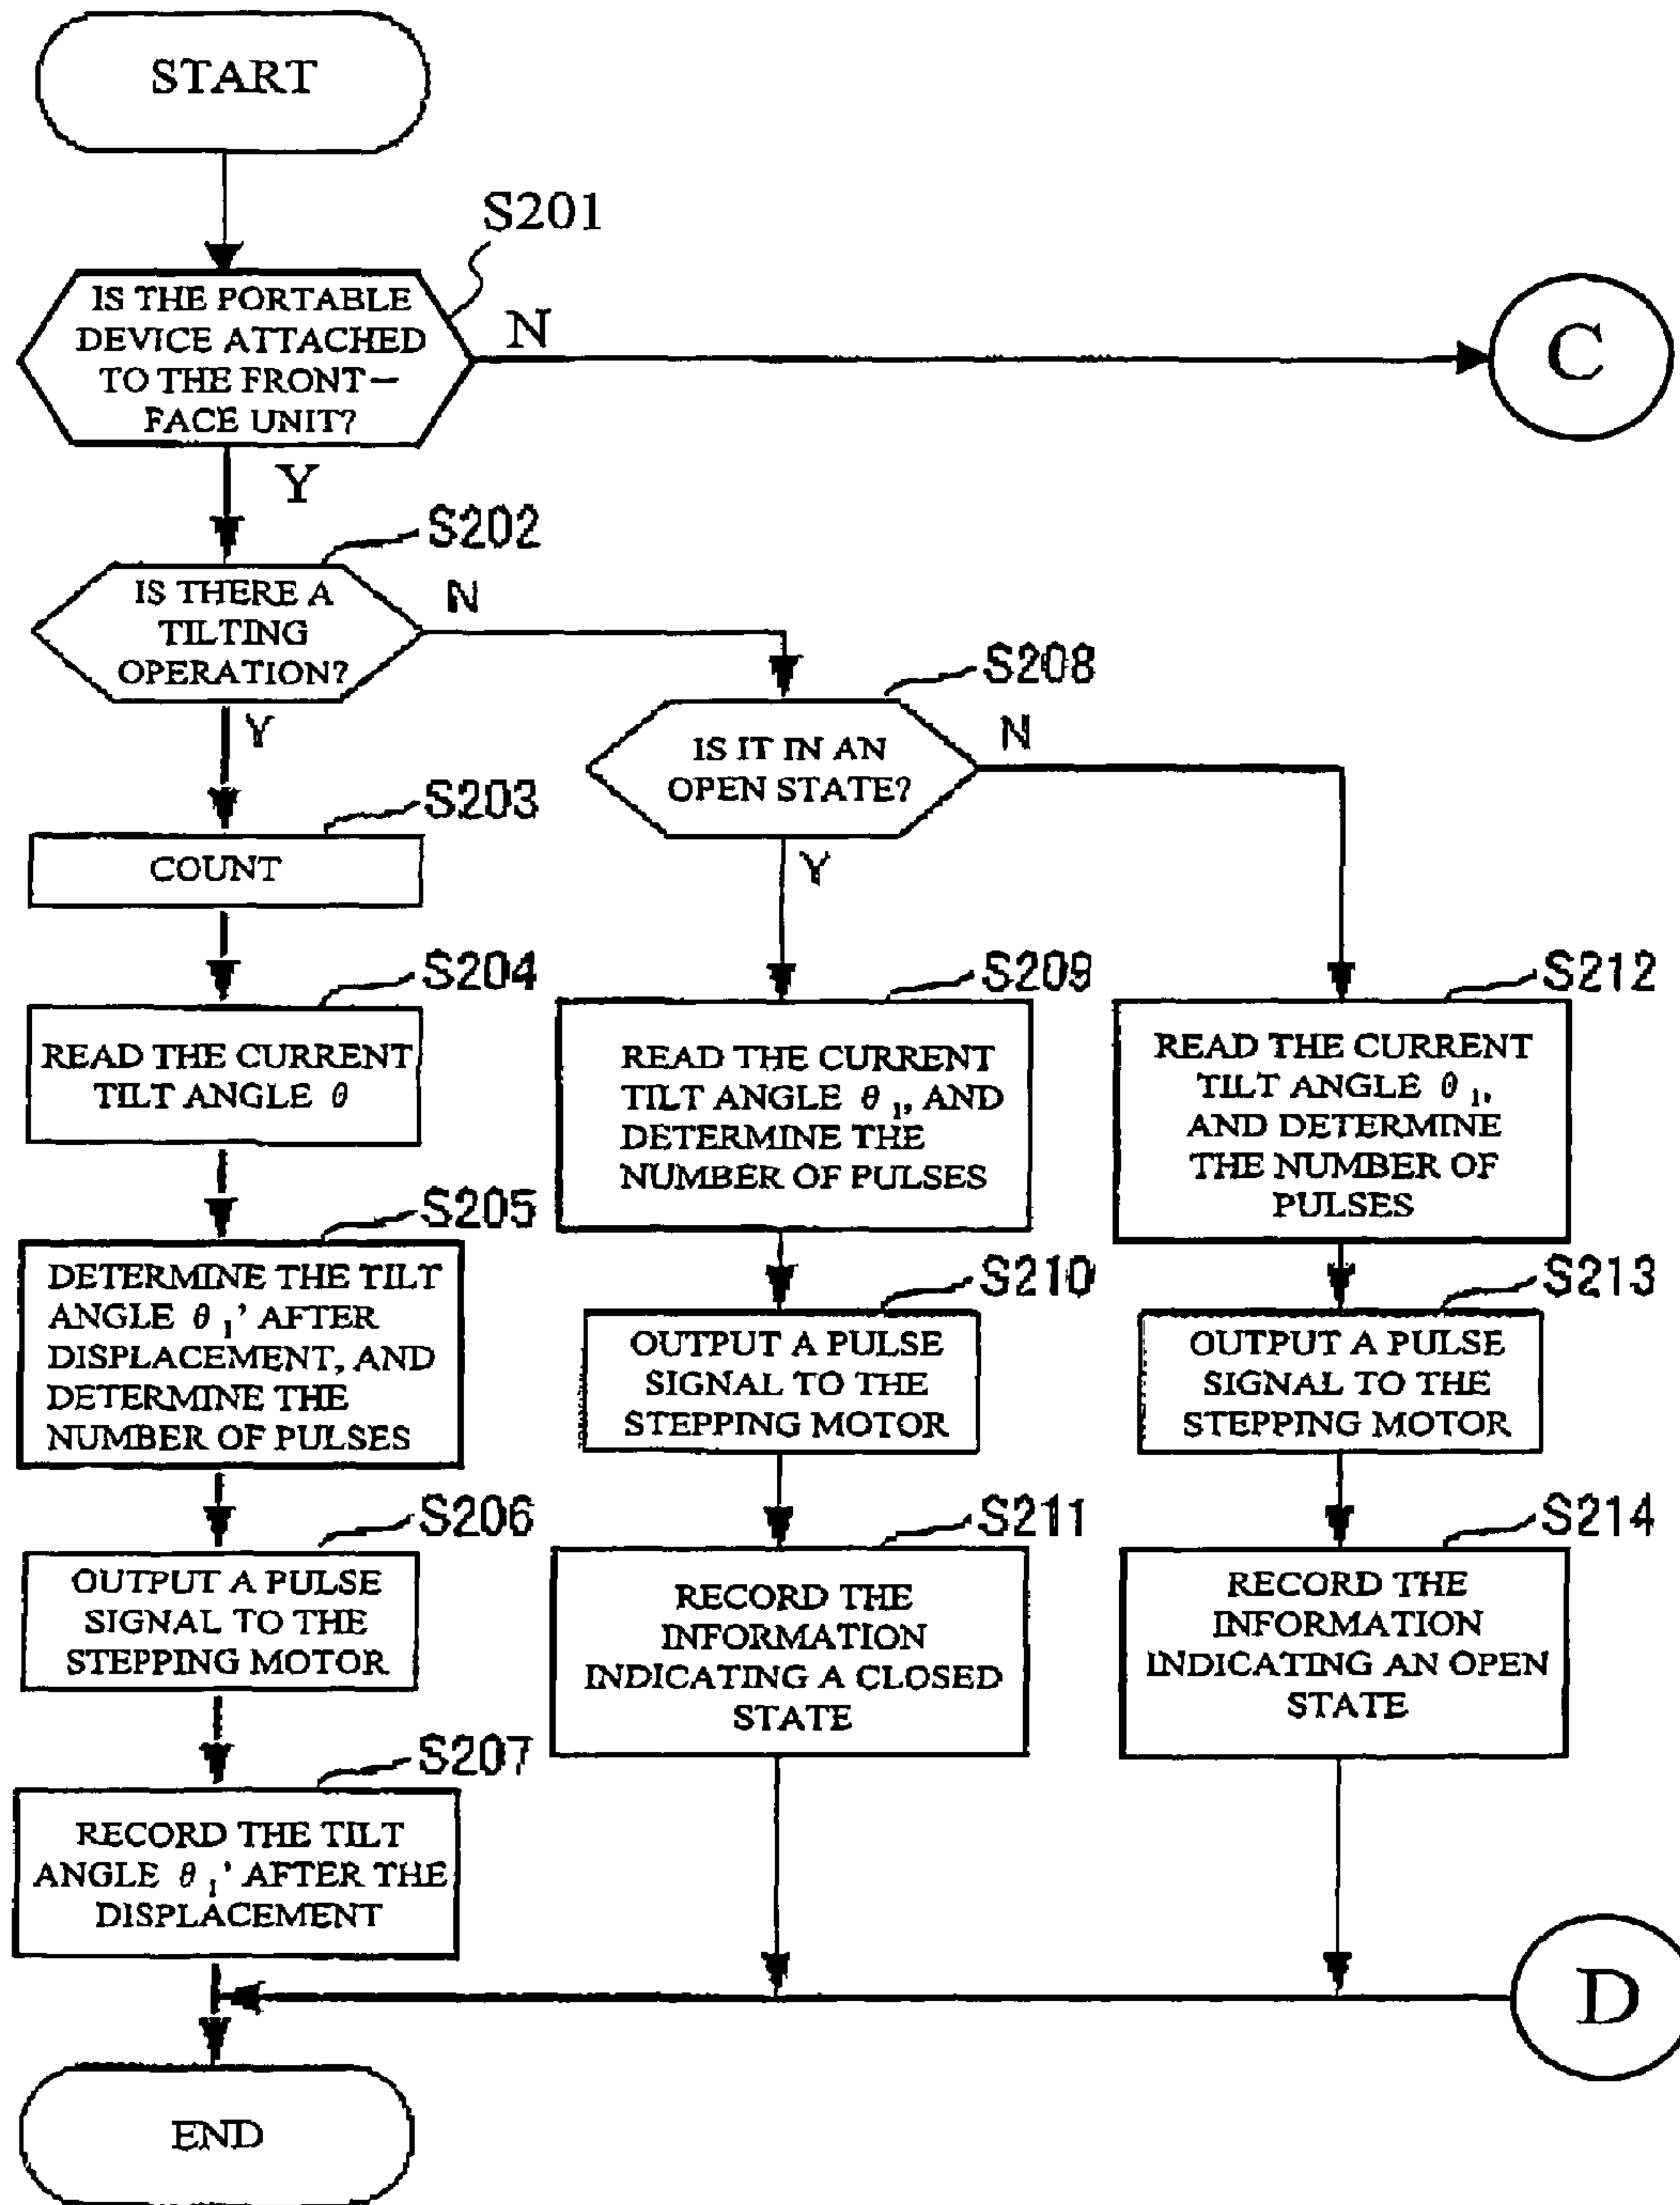 START
S201
IS THE PORTABLE
DEVICE ATTACHED
TO THE FRONT-
FACE UNIT?
N
C
Y
S202
IS THERE A
TILTING
OPERATION?
N
Y
S208
IS IT IN AN
OPEN STATE?
N
Y
S203
COUNT
S204
READ THE CURRENT
TILT ANGLE θ
S205
DETERMINE THE TILT
ANGLE θ₁' AFTER
DISPLACEMENT, AND
DETERMINE THE
NUMBER OF PULSES
S206
OUTPUT A PULSE
SIGNAL TO THE
STEPPING MOTOR
S207
RECORD THE TILT
ANGLE θ₁' AFTER THE
DISPLACEMENT
S209
READ THE CURRENT
TILT ANGLE θ₁, AND
DETERMINE THE
NUMBER OF PULSES
S210
OUTPUT A PULSE
SIGNAL TO THE
STEPPING MOTOR
S211
RECORD THE
INFORMATION
INDICATING A CLOSED
STATE
S212
READ THE CURRENT
TILT ANGLE θ₁,
AND DETERMINE
THE NUMBER OF
PULSES
S213
OUTPUT A PULSE
SIGNAL TO THE
STEPPING MOTOR
S214
RECORD THE
INFORMATION
INDICATING AN OPEN
STATE
D
END